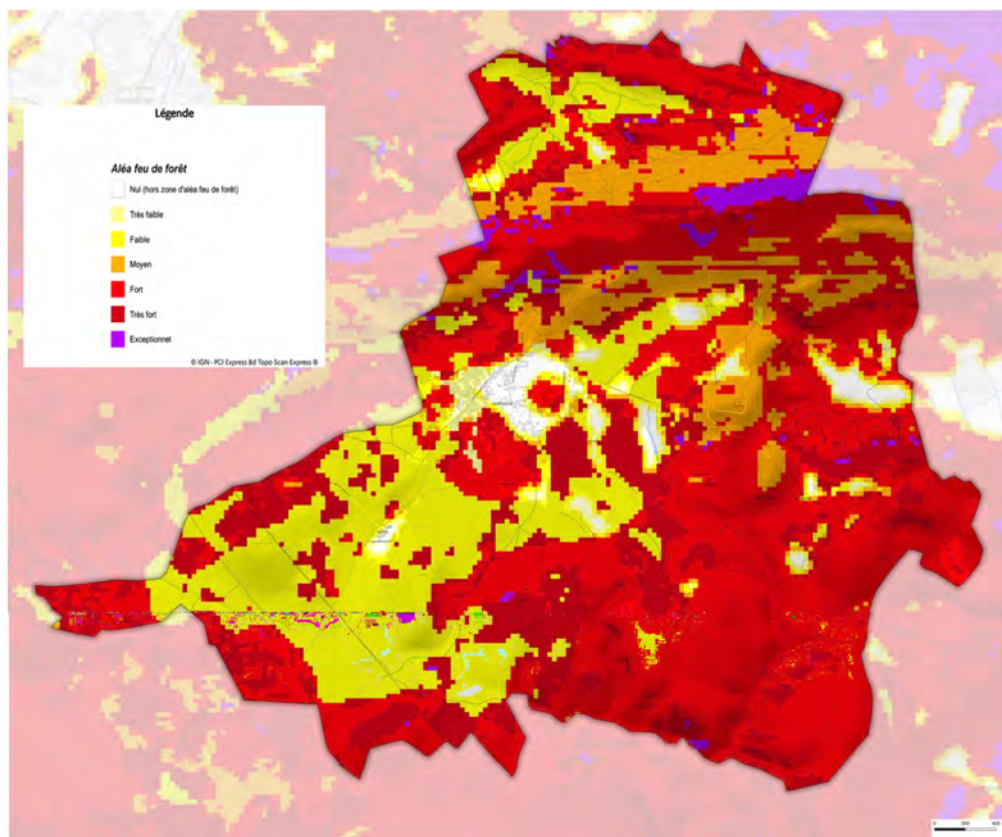 Légende
Aléa feu de forêt
Nul (hors zone d'aléa feu de forêt)
Très faible
Faible
Moyen
Fort
Très fort
Exceptionnel
© IGN - PCI Express Bd Topo Scan Express ®